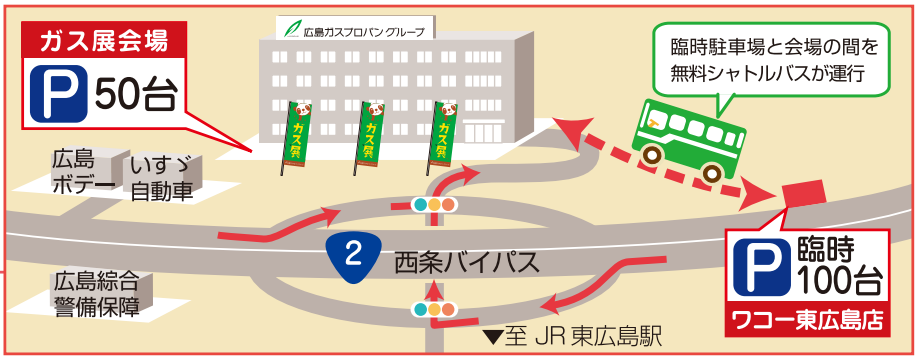 ガス展会場
P 50台
広島ガスプロパングループ
臨時駐車場と会場の間を
無料シャトルバスが運行
ガス展
ガス展
ガス展
広島
ボデー
いすゞ
自動車
2
西条バイパス
広島綜合
警備保障
P 臨時
100台
ワコー東広島店
▼至 JR東広島駅